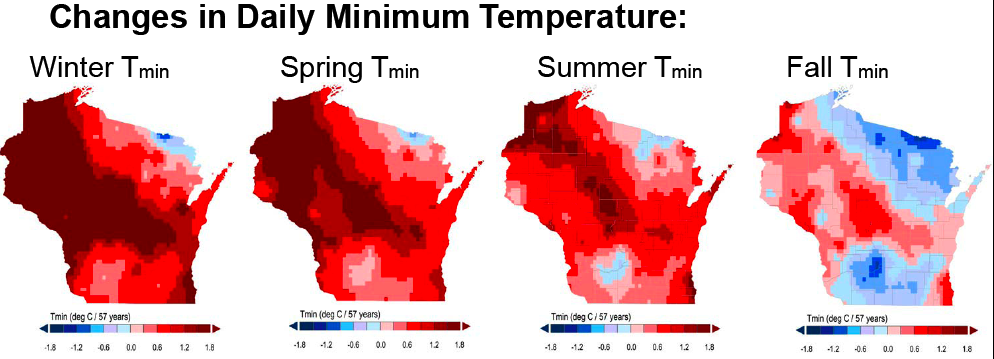 Changes in Daily Minimum Temperature:
Winter Tmin
Spring Tmin
Summer Tmin
Fall Tmin
Tmin (deg C / 57 years)
-1.8 -1.2 -0.6 0.0 0.6 1.2 1.8
Tmin (deg C / 57 years)
-1.8 -1.2 -0.6 0.0 0.6 1.2 1.8
Tmin (deg C / 57 years)
-1.8 -1.2 -0.6 0.0 0.6 1.2 1.8
Tmin (deg C / 57 years)
-1.8 -1.2 -0.6 0.0 0.6 1.2 1.8